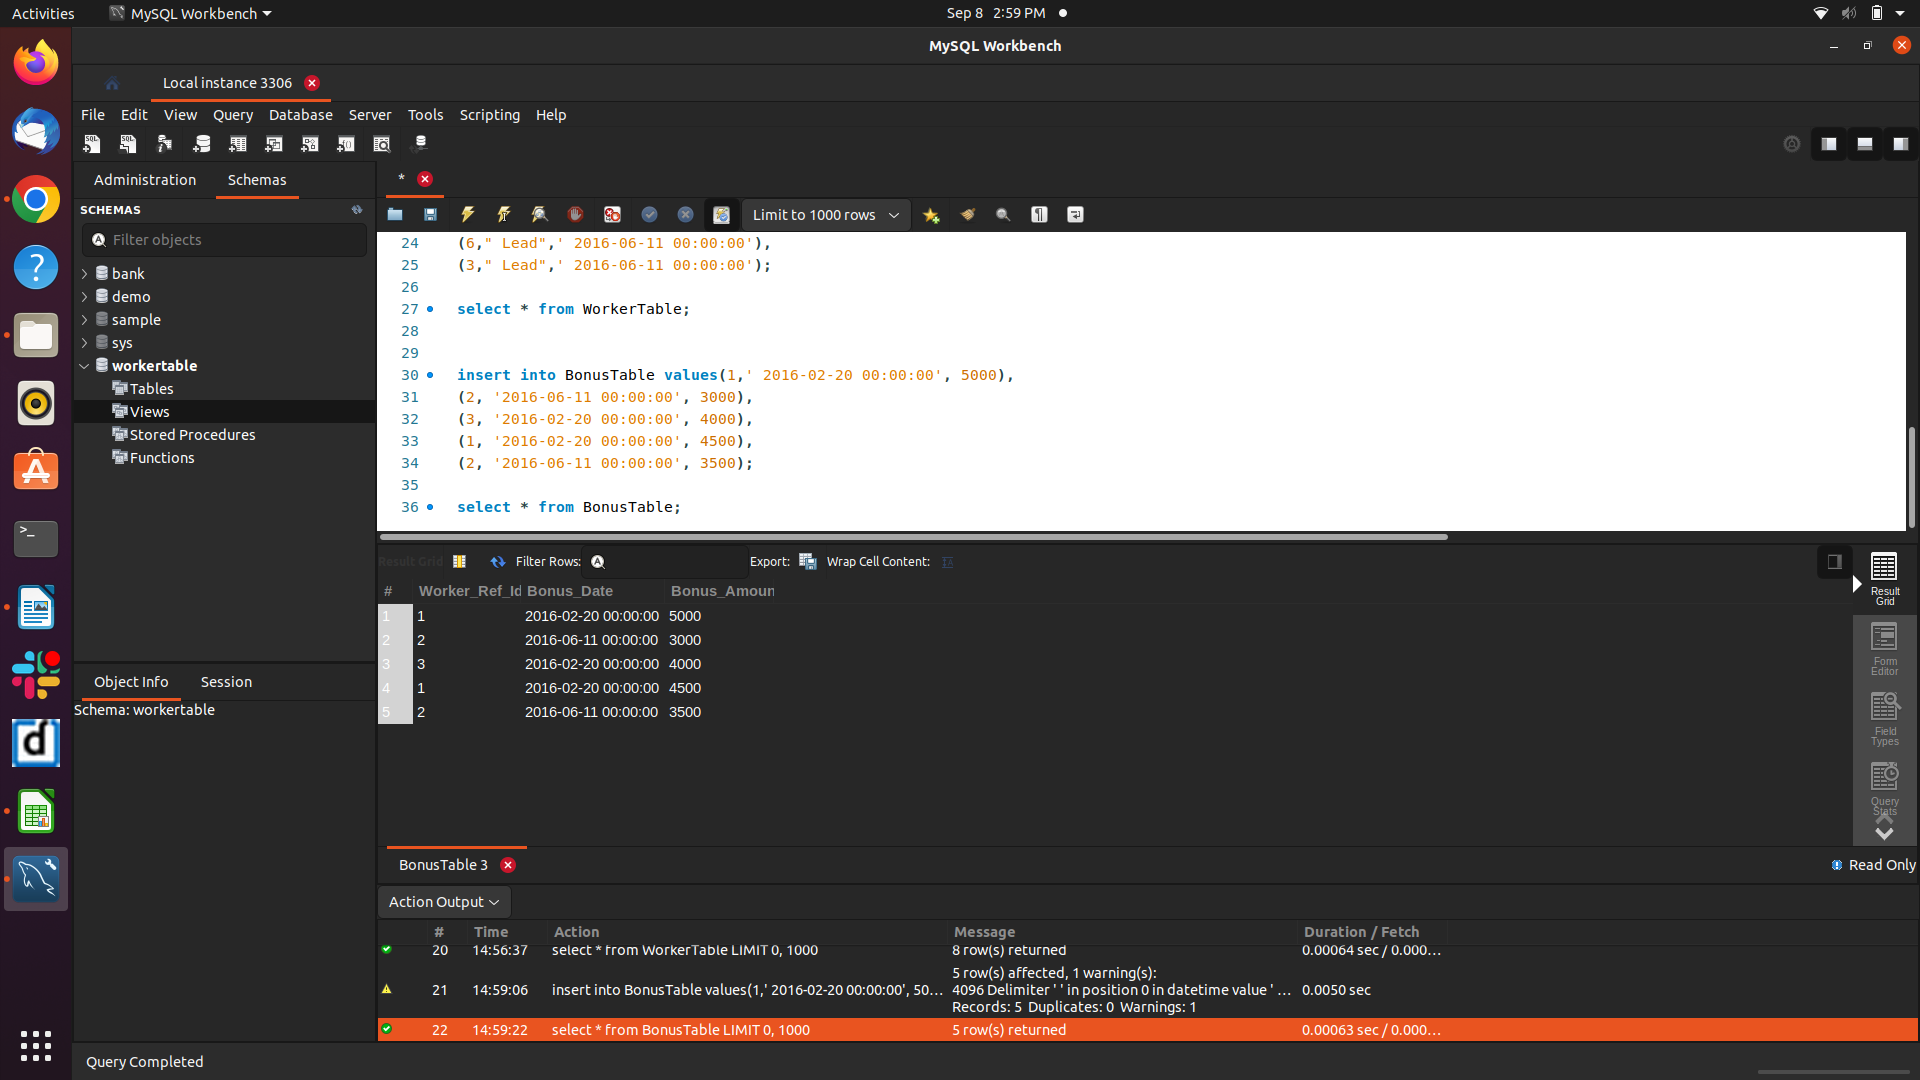 Activities MySQL Workbench Sep 8 2:59 PM
MySQL Workbench
Local instance 3306
File Edit View Query Database Server Tools Scripting Help
Administration Schemas
*
SCHEMAS
Filter objects
bank
demo
sample
sys
workertable
Tables
Views
Stored Procedures
Functions
Object Info Session
Schema: workertable
Limit to 1000 rows
24 (6," Lead",' 2016-06-11 00:00:00'),
25 (3," Lead",' 2016-06-11 00:00:00');
26
27 select * from WorkerTable;
28
29
30 insert into BonusTable values(1,' 2016-02-20 00:00:00', 5000),
31 (2, '2016-06-11 00:00:00', 3000),
32 (3, '2016-02-20 00:00:00', 4000),
33 (1, '2016-02-20 00:00:00', 4500),
34 (2, '2016-06-11 00:00:00', 3500);
35
36 select * from BonusTable;
Result Grid Filter Rows: Export: Wrap Cell Content:
# Worker_Ref_Id Bonus_Date Bonus_Amoun
1 1 2016-02-20 00:00:00 5000
2 2 2016-06-11 00:00:00 3000
3 3 2016-02-20 00:00:00 4000
4 1 2016-02-20 00:00:00 4500
5 2 2016-06-11 00:00:00 3500
Result
Grid
Form
Editor
Field
Types
Query
Stats
BonusTable 3 Read Only
Action Output
# Time Action Message Duration / Fetch
20 14:56:37 select * from WorkerTable LIMIT 0, 1000 8 row(s) returned 0.00064 sec / 0.000...
21 14:59:06 insert into BonusTable values(1,' 2016-02-20 00:00:00', 50... 5 row(s) affected, 1 warning(s):
4096 Delimiter ' ' in position 0 in datetime value ' ... 0.0050 sec
Records: 5 Duplicates: 0 Warnings: 1
22 14:59:22 select * from BonusTable LIMIT 0, 1000 5 row(s) returned 0.00063 sec / 0.000...
Query Completed